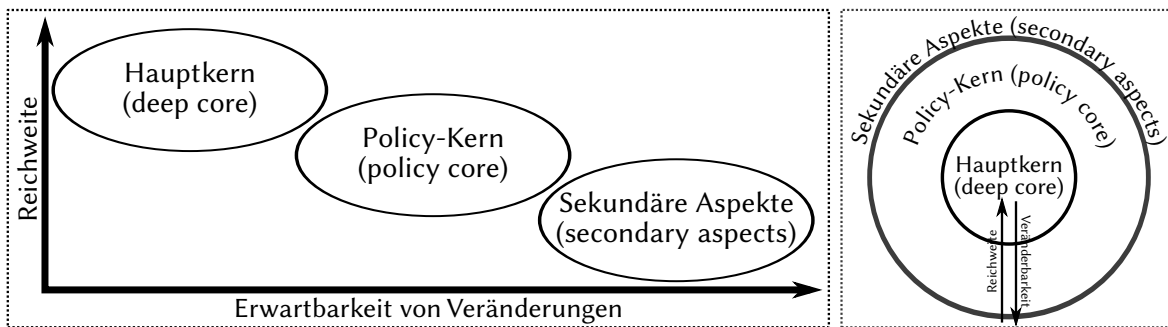 Reichweite
Hauptkern
(deep core)
Policy-Kern
(policy core)
Sekundäre Aspekte
(secondary aspects)
Erwartbarkeit von Veränderungen
Sekundäre Aspekte (secondary aspects)
Policy-Kern (policy core)
Hauptkern
(deep core)
Reichweite
Veränderbarkeit